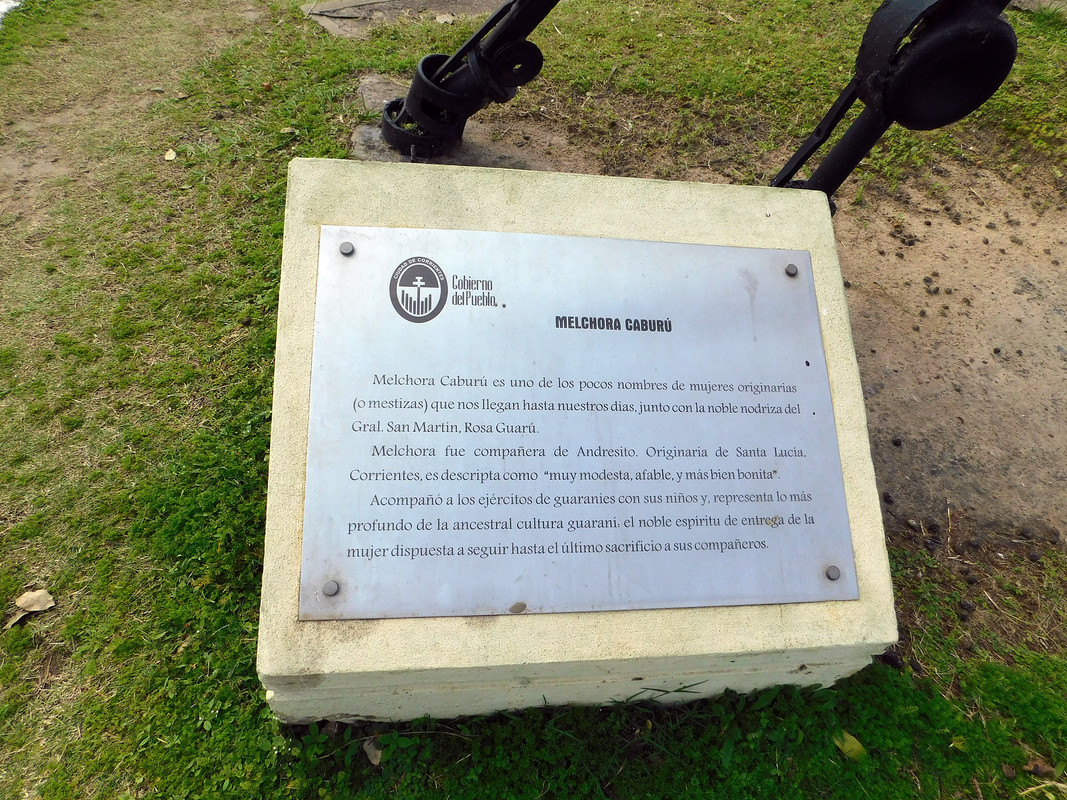 CIUDAD DE CORRIENTES
Gobierno
del Pueblo.
MELCHORA CABURÚ
Melchora Caburú es uno de los pocos nombres de mujeres originarias
(o mestizas) que nos llegan hasta nuestros días, junto con la noble nodriza del
Gral. San Martín, Rosa Guarú.
Melchora fue compañera de Andresito. Originaria de Santa Lucía,
Corrientes, es descripta como "muy modesta, afable, y más bien bonita".
Acompañó a los ejércitos de guaraníes con sus niños y, representa lo más
profundo de la ancestral cultura guaraní: el noble espíritu de entrega de la
mujer dispuesta a seguir hasta el último sacrificio a sus compañeros.